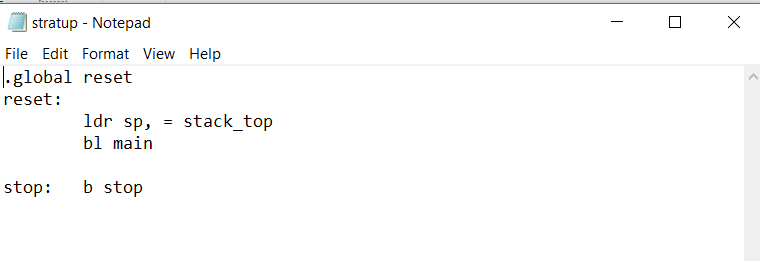 stratup - Notepad
File Edit Format View Help
.global reset
reset:
        ldr sp, = stack_top
        bl main

stop:   b stop